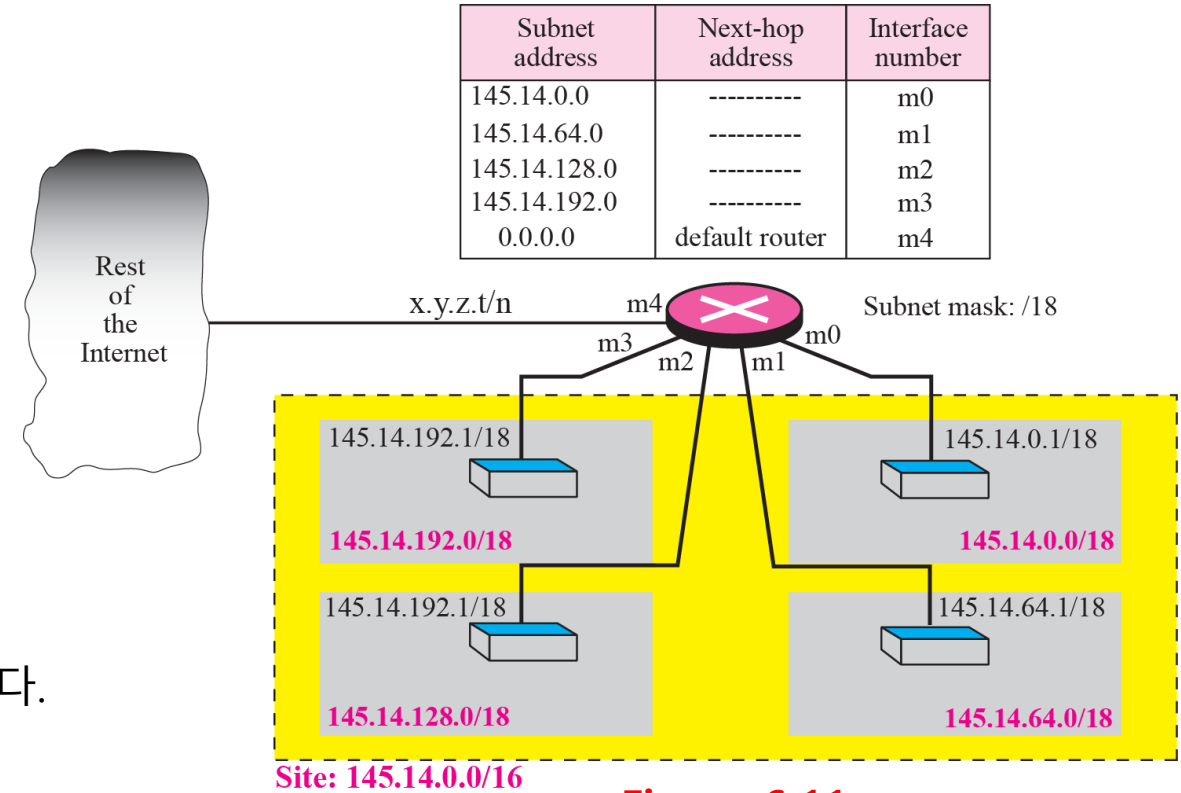 Subnet address
Next-hop address
Interface number
145.14.0.0 ---------- m0
145.14.64.0 ---------- m1
145.14.128.0 ---------- m2
145.14.192.0 ---------- m3
0.0.0.0 default router m4
Rest
of
the
Internet
x.y.z.t/n
m4
Subnet mask: /18
m3
m2
m1
m0
145.14.192.1/18
145.14.0.1/18
145.14.192.0/18
145.14.0.0/18
145.14.192.1/18
145.14.64.1/18
다.
145.14.128.0/18
145.14.64.0/18
Site: 145.14.0.0/16